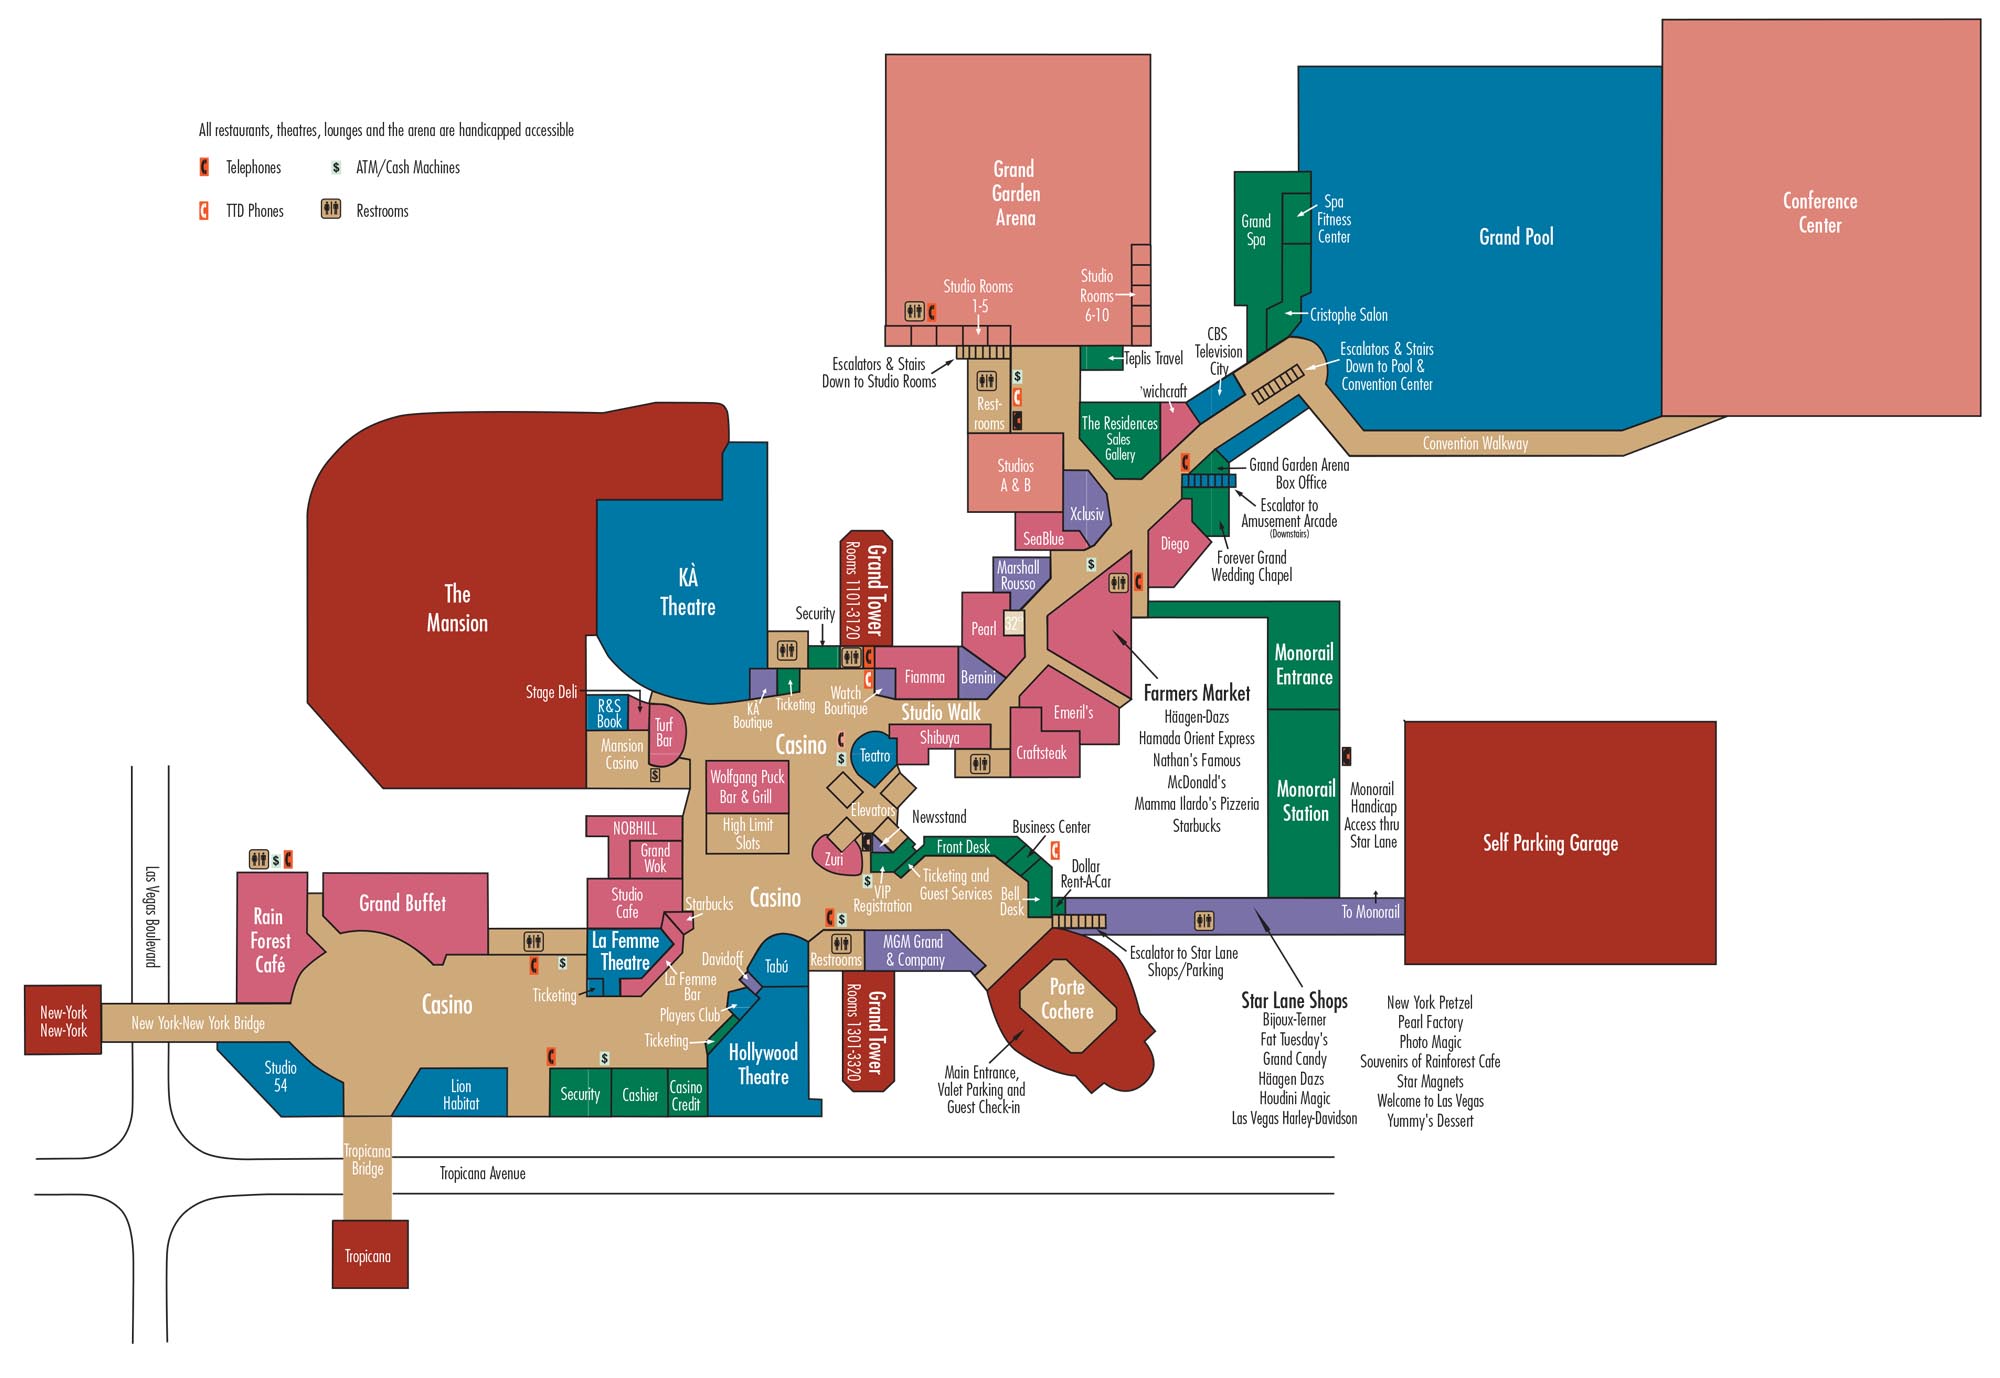 All restaurants, theatres, lounges and the arena are handicapped accessible
Telephones
$
ATM/Cash Machines
TTD Phones
Restrooms
Grand
Garden
Arena
Studio Rooms
1-5
Studio
Rooms
6-10
Escalators & Stairs
Down to Studio Rooms
Teplis Travel
Grand
Spa
Spa
Fitness
Center
Cristophe Salon
Grand Pool
Conference
Center
CBS
Television
City
Escalators & Stairs
Down to Pool &
Convention Center
'wichcraft
Convention Walkway
$
Rest-
rooms
The Residences
Sales
Gallery
Studios
A & B
Xclusiv
SeaBlue
Grand Garden Arena
Box Office
Escalator to
Amusement Arcade
(Downstairs)
Diego
Forever Grand
Wedding Chapel
$
Marshall
Rousso
Pearl
32°
The
Mansion
KÀ
Theatre
Grand Tower
Rooms 1101-3120
Security
Fiamma
Bernini
KÀ
Boutique
Ticketing
Watch
Boutique
Studio Walk
Farmers Market
Häagen-Dazs
Hamada Orient Express
Nathan's Famous
McDonald's
Mamma Ilardo's Pizzeria
Starbucks
Monorail
Entrance
Monorail
Station
Monorail
Handicap
Access thru
Star Lane
Self Parking Garage
Stage Deli
R&S
Book
Turf
Bar
Mansion
Casino
$
Casino
$
Teatro
Shibuya
Emeril's
Craftsteak
Wolfgang Puck
Bar & Grill
High Limit
Slots
Elevators
Newsstand
Zuri
$
Front Desk
Business Center
VIP
Registration
Ticketing and
Guest Services
Bell
Desk
Dollar
Rent-A-Car
To Monorail
NOBHILL
Grand
Wok
Studio
Cafe
Starbucks
Casino
$
La Femme
Theatre
La Femme
Bar
Ticketing
Davidoff
Tabú
Restrooms
MGM Grand
& Company
Players Club
Ticketing
Hollywood
Theatre
Grand Tower
Rooms 1301-3320
Porte
Cochere
Main Entrance,
Valet Parking and
Guest Check-in
Escalator to Star Lane
Shops/Parking
Star Lane Shops
Bijoux-Terner
Fat Tuesday's
Grand Candy
Häagen Dazs
Houdini Magic
Las Vegas Harley-Davidson
New York Pretzel
Pearl Factory
Photo Magic
Souvenirs of Rainforest Cafe
Star Magnets
Welcome to Las Vegas
Yummy's Dessert
Las Vegas Boulevard
$
Rain
Forest
Café
Grand Buffet
$
Casino
New-York
New-York
New York-New York Bridge
Studio
54
Lion
Habitat
$
Security
Cashier
Casino
Credit
Tropicana
Bridge
Tropicana Avenue
Tropicana